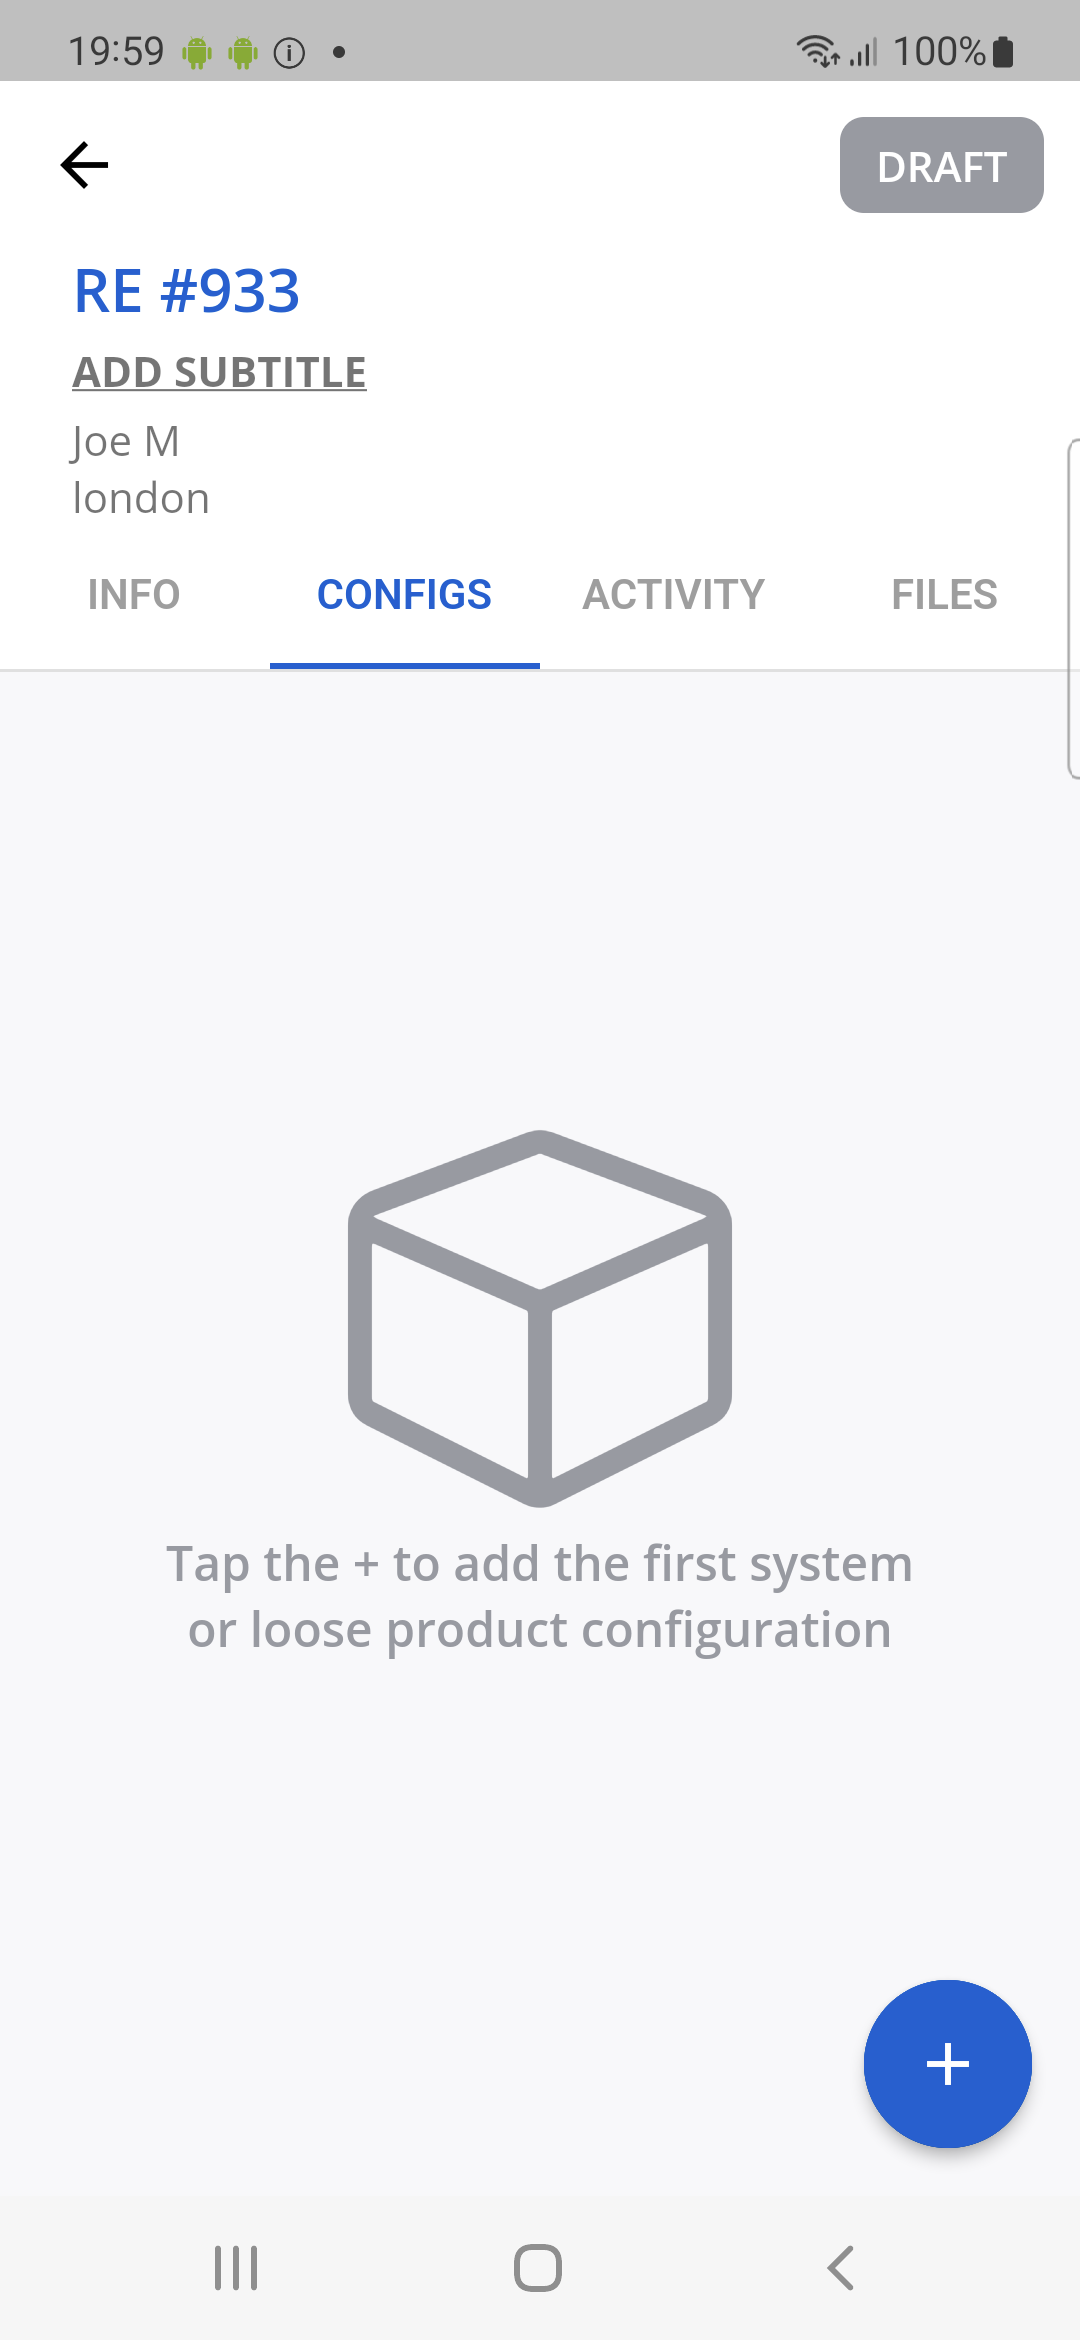 19:59 100%
DRAFT
RE #933
ADD SUBTITLE
Joe M
london
INFO CONFIGS ACTIVITY FILES
Tap the + to add the first system
or loose product configuration